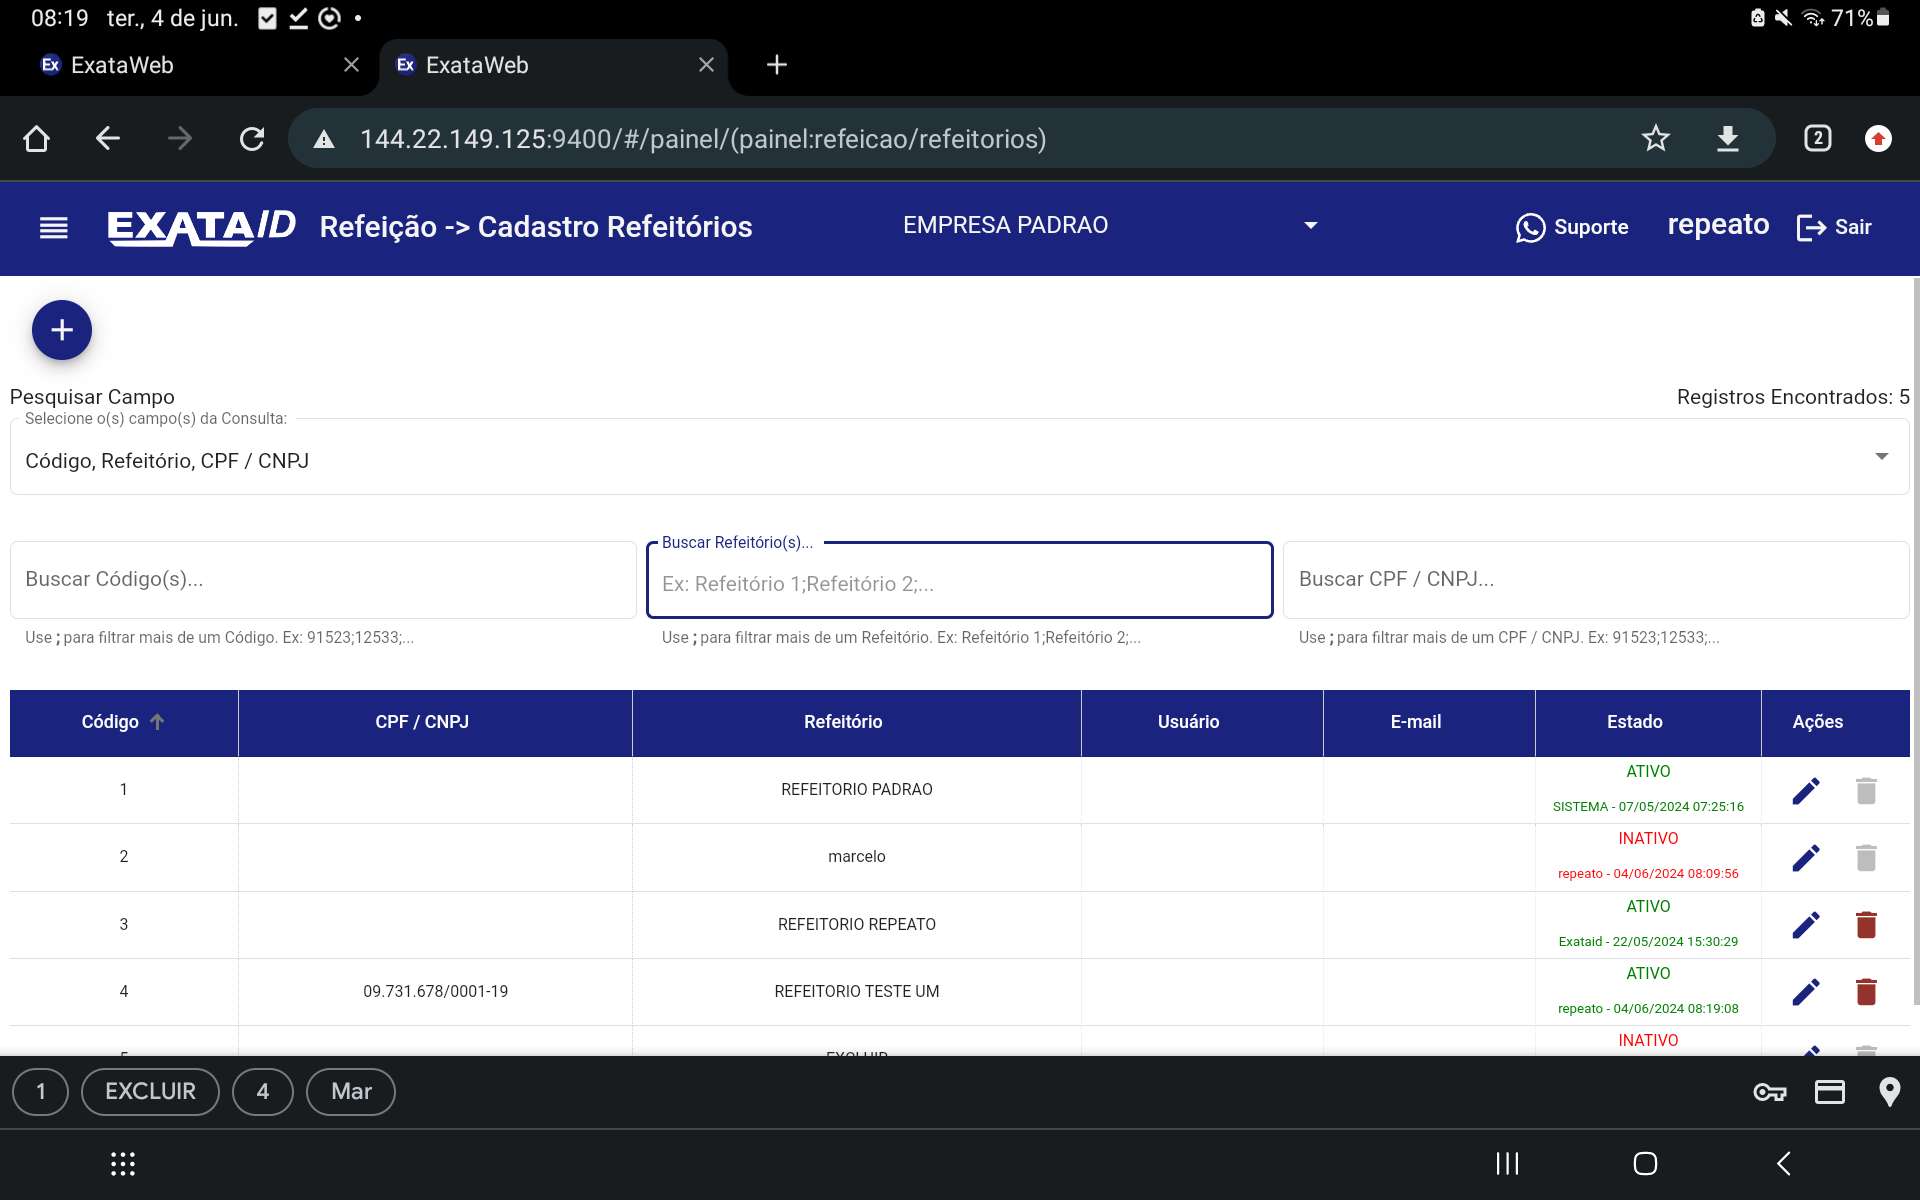 08:19 ter., 4 de jun. 71%
Ex ExataWeb Ex ExataWeb
144.22.149.125:9400/#/painel/(painel:refeicao/refeitorios) 2
EXATAID Refeição -> Cadastro Refeitórios EMPRESA PADRAO Suporte repeato Sair
+
Pesquisar Campo Registros Encontrados: 5
Selecione o(s) campo(s) da Consulta:
Código, Refeitório, CPF / CNPJ
Buscar Refeitório(s)...
Buscar Código(s)... Ex: Refeitório 1;Refeitório 2;... Buscar CPF / CNPJ...
Use ; para filtrar mais de um Código. Ex: 91523;12533;... Use ; para filtrar mais de um Refeitório. Ex: Refeitório 1;Refeitório 2;... Use ; para filtrar mais de um CPF / CNPJ. Ex: 91523;12533;...
Código CPF / CNPJ Refeitório Usuário E-mail Estado Ações
1 REFEITORIO PADRAO ATIVO
SISTEMA - 07/05/2024 07:25:16
2 marcelo INATIVO
repeato - 04/06/2024 08:09:56
3 REFEITORIO REPEATO ATIVO
Exataid - 22/05/2024 15:30:29
4 09.731.678/0001-19 REFEITORIO TESTE UM ATIVO
repeato - 04/06/2024 08:19:08
5 EXCLUIR INATIVO
1 EXCLUIR 4 Mar